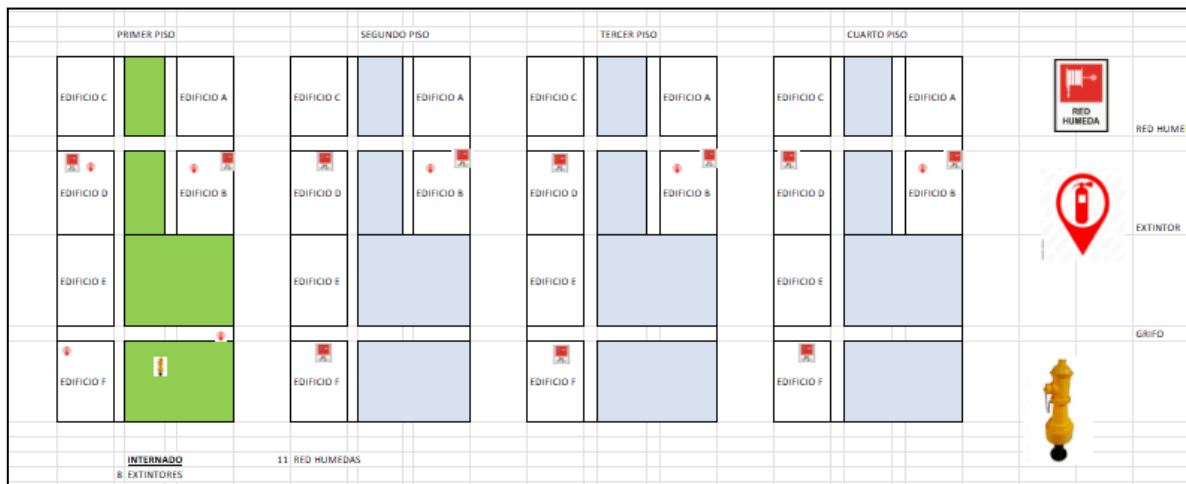 PRIMER PISO SEGUNDO PISO TERCER PISO CUARTO PISO
EDIFICIO C EDIFICIO A EDIFICIO C EDIFICIO A EDIFICIO C EDIFICIO A EDIFICIO C EDIFICIO A
RED
HUMEDA
RED HUME
EDIFICIO D EDIFICIO B EDIFICIO D EDIFICIO B EDIFICIO D EDIFICIO B EDIFICIO D EDIFICIO B
EXTINTOR
EDIFICIO E EDIFICIO E EDIFICIO E EDIFICIO E
GRIFO
EDIFICIO F EDIFICIO F EDIFICIO F EDIFICIO F
INTERNADO 11 RED HUMEDAS
8 EXTINTORES